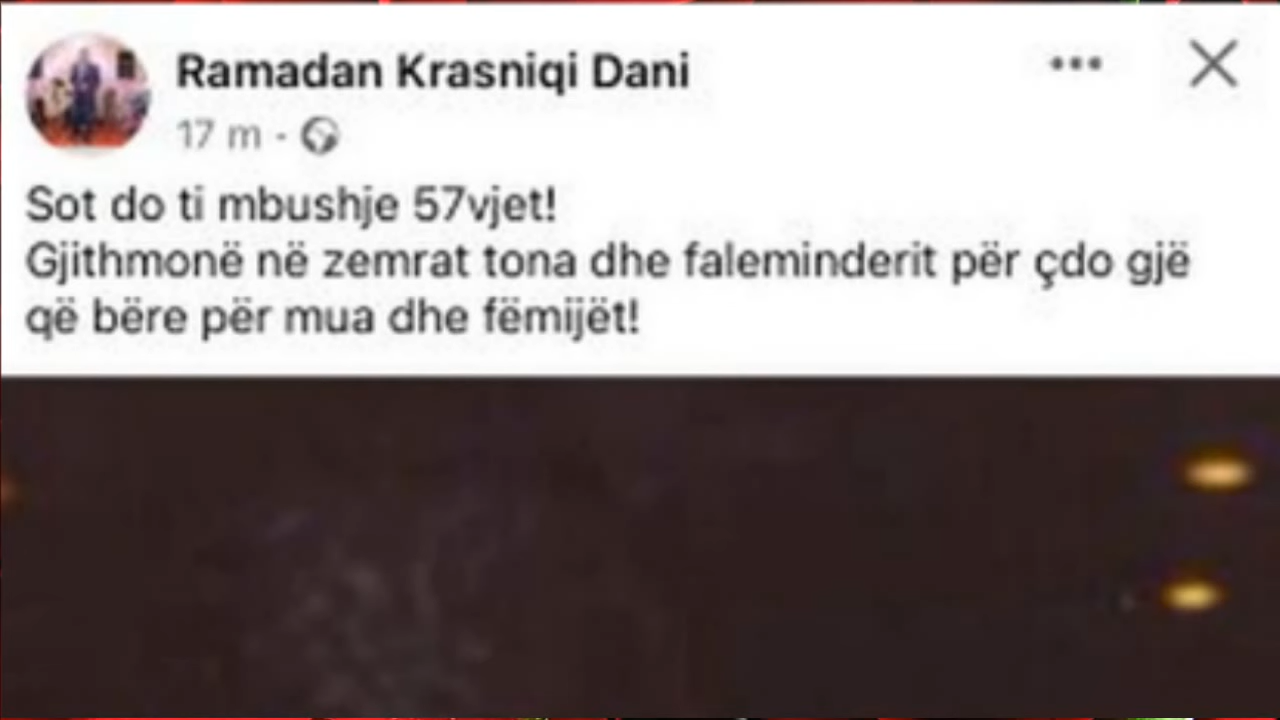 Ramadan Krasniqi Dani
17 m ·
Sot do ti mbushje 57vjet!
Gjithmonë në zemrat tona dhe faleminderit për çdo gjë
që bëre për mua dhe fëmijët!